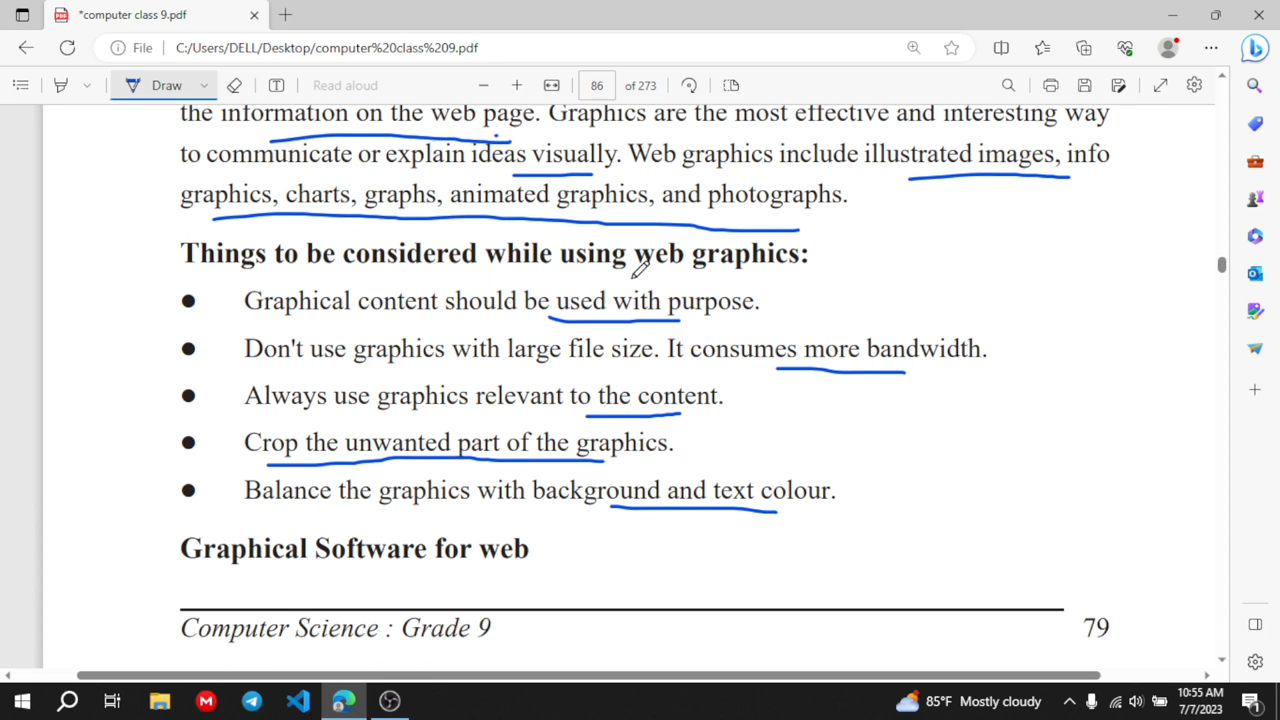 *computer class 9.pdf
File C:/Users/DELL/Desktop/computer%20class%209.pdf
Draw Read aloud 86 of 273
the information on the web page. Graphics are the most effective and interesting way
to communicate or explain ideas visually. Web graphics include illustrated images, info
graphics, charts, graphs, animated graphics, and photographs.
Things to be considered while using web graphics:
● Graphical content should be used with purpose.
● Don't use graphics with large file size. It consumes more bandwidth.
● Always use graphics relevant to the content.
● Crop the unwanted part of the graphics.
● Balance the graphics with background and text colour.
Graphical Software for web
Computer Science : Grade 9 79
85°F Mostly cloudy 10:55 AM
7/7/2023